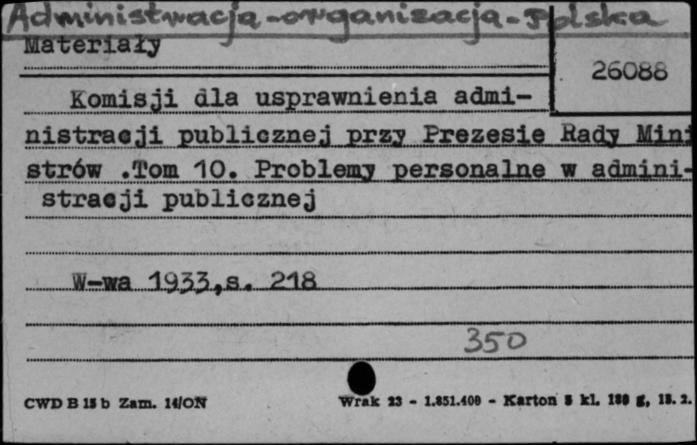 Administracja-organizacja-Polska
Materiały
26088
Komisji dla usprawnienia admi-
nistracji publicznej przy Prezesie Rady Mini
strów .Tom 10. Problemy personalne w admini-
stracji publicznej
W-wa 1933,s. 218
350
CWD B 15 b Zam. 14/ON
Wrak 23 - 1.851.400 - Karton 5 kl. 180 g, 18. 2.